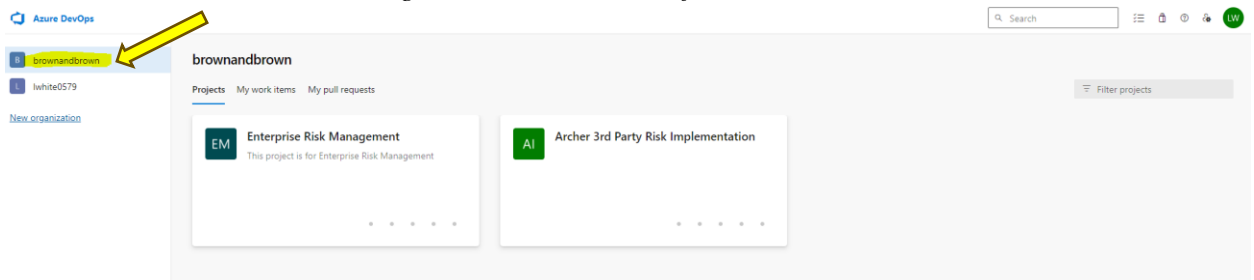 Azure DevOps
Search
LW
B brownandbrown
L lwhite0579
New organization
brownandbrown
Projects My work items My pull requests
Filter projects
EM Enterprise Risk Management
This project is for Enterprise Risk Management
AI Archer 3rd Party Risk Implementation